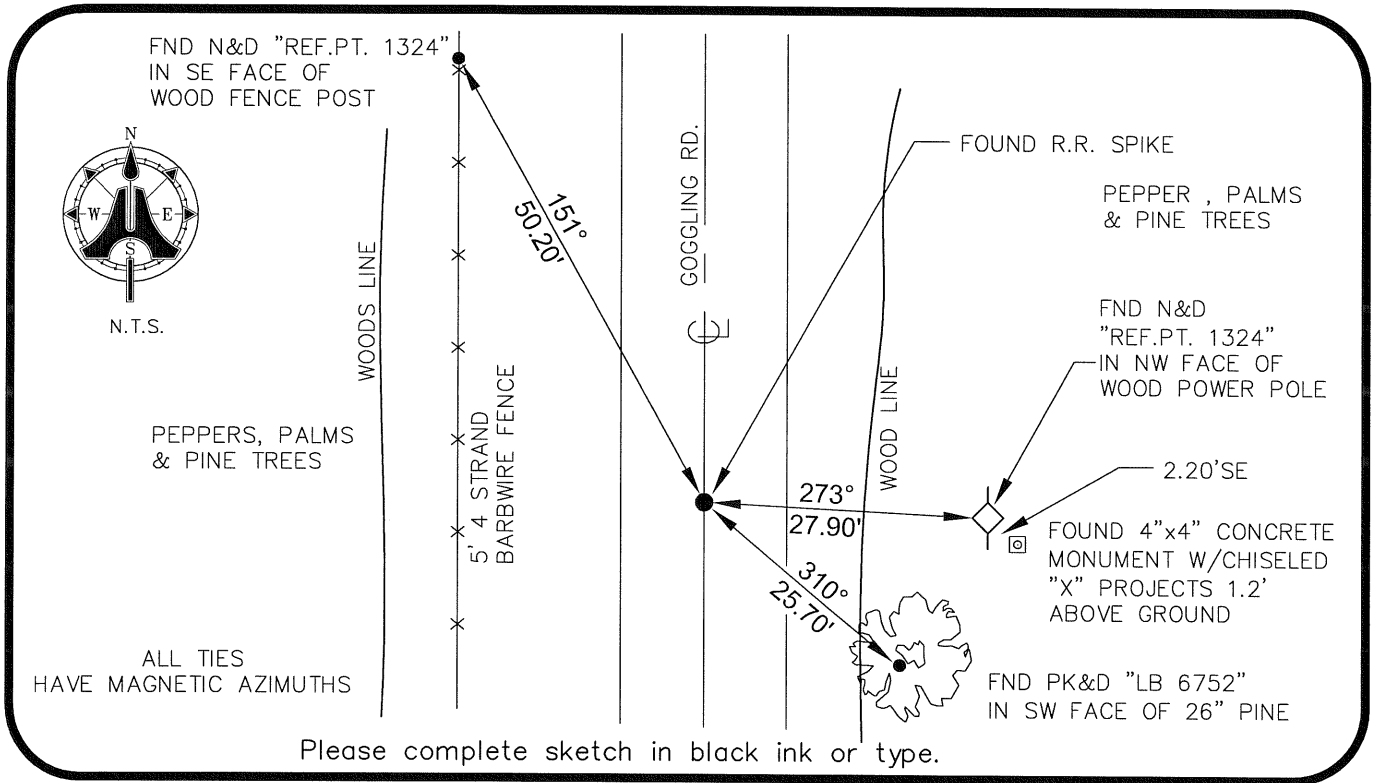 FND N&D "REF.PT. 1324"
IN SE FACE OF
WOOD FENCE POST
N
W
E
S
N.T.S.
WOODS LINE
PEPPERS, PALMS
& PINE TREES
ALL TIES
HAVE MAGNETIC AZIMUTHS
5' 4 STRAND
BARBWIRE FENCE
151°
50.20'
GOGGLING RD.
CL
FOUND R.R. SPIKE
PEPPER , PALMS
& PINE TREES
WOOD LINE
FND N&D
"REF.PT. 1324"
IN NW FACE OF
WOOD POWER POLE
273°
27.90'
2.20'SE
FOUND 4"x4" CONCRETE
MONUMENT W/CHISELED
"X" PROJECTS 1.2'
ABOVE GROUND
310°
25.70'
FND PK&D "LB 6752"
IN SW FACE OF 26" PINE
Please complete sketch in black ink or type.